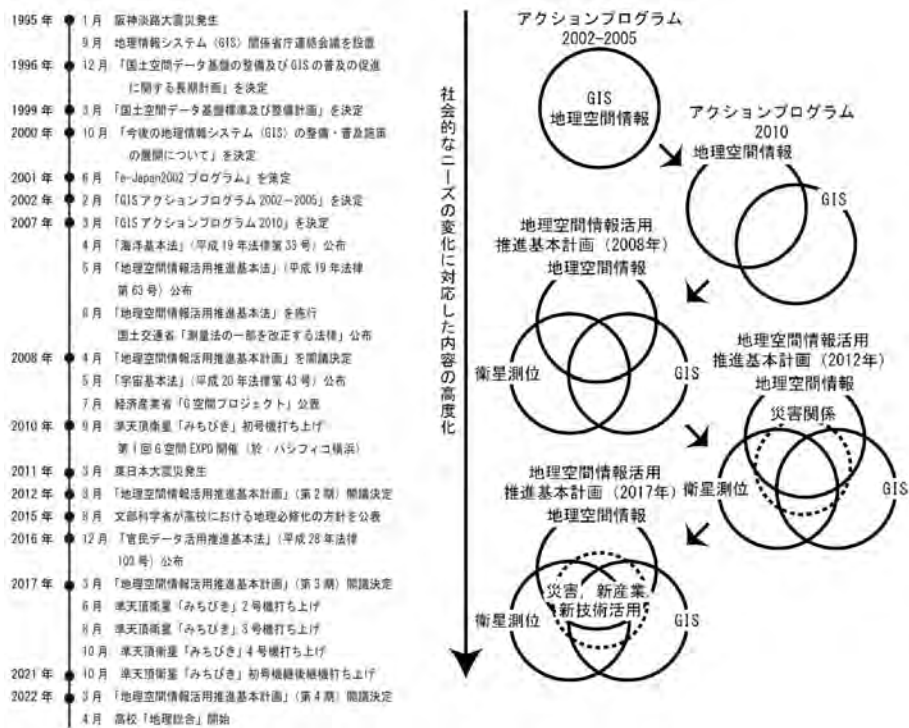 1995年 1月 阪神淡路大震災発生
9月 地理情報システム（GIS）関係省庁連絡会議を設置
1996年 12月「国土空間データ基盤の整備及びGISの普及の促進
に関する長期計画」を決定
1999年 3月「国土空間データ基盤標準及び整備計画」を決定
2000年 10月「今後の地理情報システム（GIS）の整備・普及施策
の展開について」を決定
2001年 6月「e-Japan2002プログラム」を策定
2002年 2月「GISアクションプログラム2002－2005」を決定
2007年 3月「GISアクションプログラム2010」を決定
4月「海洋基本法」（平成19年法律第33号）公布
5月「地理空間情報活用推進基本法」（平成19年法律
第63号）公布
8月「地理空間情報活用推進基本法」を施行
国土交通省「測量法の一部を改正する法律」公布
2008年 4月「地理空間情報活用推進基本計画」を閣議決定
5月「宇宙基本法」（平成20年法律第43号）公布
7月 経済産業省「G空間プロジェクト」公表
2010年 9月 準天頂衛星「みちびき」初号機打ち上げ
第1回G空間EXPO開催（於：パシフィコ横浜）
2011年 3月 東日本大震災発生
2012年 3月「地理空間情報活用推進基本計画」（第2期）閣議決定
2015年 8月 文部科学省が高校における地理必修化の方針を公表
2016年 12月「官民データ活用推進基本法」（平成28年法律
103号）公布
2017年 3月「地理空間情報活用推進基本計画」（第3期）閣議決定
6月 準天頂衛星「みちびき」2号機打ち上げ
8月 準天頂衛星「みちびき」3号機打ち上げ
10月 準天頂衛星「みちびき」4号機打ち上げ
2021年 10月 準天頂衛星「みちびき」初号機後継機打ち上げ
2022年 3月「地理空間情報活用推進基本計画」（第4期）閣議決定
4月 高校「地理総合」開始
社会的なニーズの変化に対応した内容の高度化
アクションプログラム
2002-2005
GIS
地理空間情報
アクションプログラム
2010
地理空間情報
GIS
地理空間情報活用
推進基本計画（2008年）
地理空間情報
衛星測位
GIS
地理空間情報活用
推進基本計画（2012年）
地理空間情報
災害関係
衛星測位
GIS
地理空間情報活用
推進基本計画（2017年）
地理空間情報
災害，新産業，
新技術活用
衛星測位
GIS